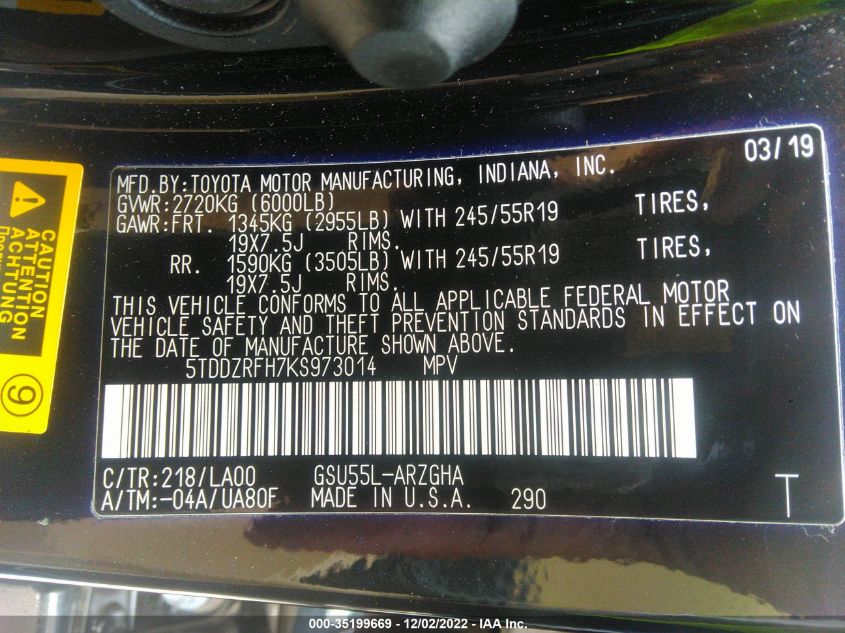 03/19
MFD.BY:TOYOTA MOTOR MANUFACTURING, INDIANA, INC.
GVWR:2720KG (6000LB)
GAWR:FRT. 1345KG (2955LB) WITH 245/55R19 TIRES,
19X7.5J RIMS.
RR. 1590KG (3505LB) WITH 245/55R19 TIRES,
19X7.5J RIMS.
THIS VEHICLE CONFORMS TO ALL APPLICABLE FEDERAL MOTOR
VEHICLE SAFETY AND THEFT PREVENTION STANDARDS IN EFFECT ON
THE DATE OF MANUFACTURE SHOWN ABOVE.
5TDDZRFH7KS973014 MPV
C/TR:218/LA00 GSU55L-ARZGHA
A/TM:-04A/UA80F MADE IN U.S.A. 290 T
CAUTION
ATTENTION
ACHTUNG
9
000-35199669 - 12/02/2022 - IAA Inc.